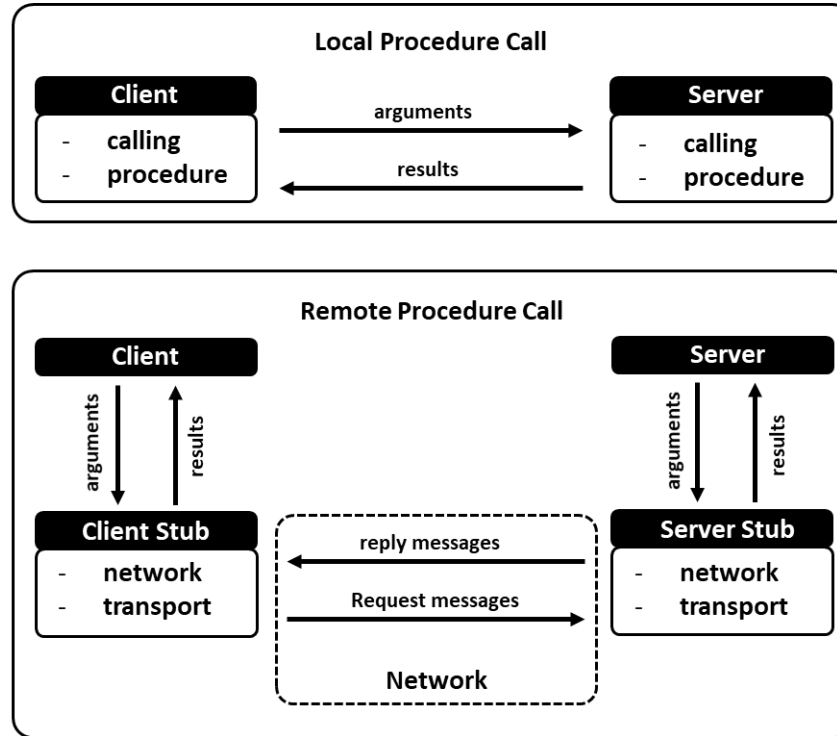 Local Procedure Call
Client
- calling
- procedure
arguments
results
Server
- calling
- procedure
Remote Procedure Call
Client
arguments
results
Client Stub
- network
- transport
reply messages
Request messages
Network
Server
arguments
results
Server Stub
- network
- transport